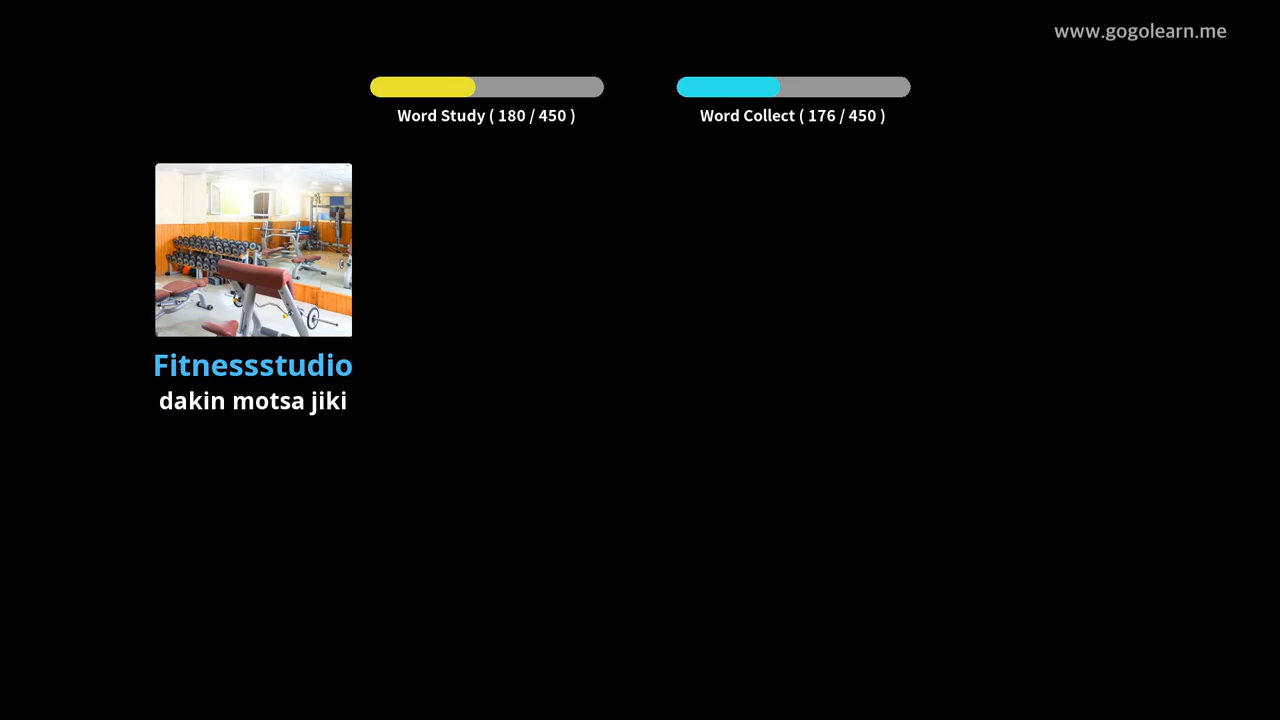 www.gogolearn.me
Word Study ( 180 / 450 )
Word Collect ( 176 / 450 )
Fitnessstudio
dakin motsa jiki